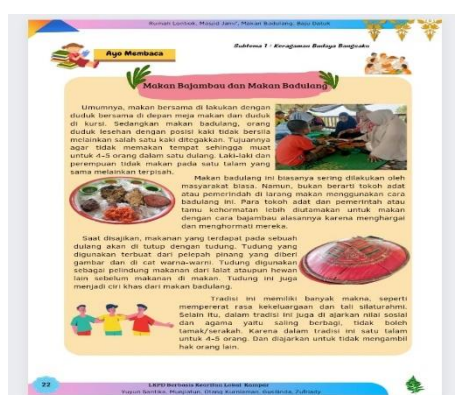 Rumah Lontiok, Masjid Jami', Makan Badulang, Baju Dalok
Subtema 1 : Keragaman Budaya Bangsaku
Ayo Membaca
Makan Bajambau dan Makan Badulang
Umumnya, makan bersama di lakukan dengan
duduk bersama di depan meja makan dan duduk
di kursi. Sedangkan makan badulang, orang
duduk lesehan dengan posisi kaki tidak bersila
melainkan salah satu kaki ditegakkan. Tujuannya
agar tidak memakan tempat sehingga muat
untuk 4-5 orang dalam satu dulang. Laki-laki dan
perempuan tidak makan pada satu talam yang
sama melainkan terpisah.
Makan badulang ini biasanya sering dilakukan oleh
masyarakat biasa. Namun, bukan berarti tokoh adat
atau pemerindah di larang makan menggunakan cara
badulang ini. Para tokoh adat dan pemerintah atau
tamu kehormatan lebih diutamakan untuk makan
dengan cara bajambau alasannya karena menghargai
dan menghormati mereka.
Saat disajikan, makanan yang terdapat pada sebuah
dulang akan di tutup dengan tudung. Tudung yang
digunakan terbuat dari pelepah pinang yang diberi
gambar dan di cat warna-warni. Tudung digunakan
sebagai pelindung makanan dari lalat ataupun hewan
lain sebelum makanan di makan. Tudung ini juga
menjadi ciri khas dari makan badulang.
Tradisi ini memiliki banyak makna, seperti
mempererat rasa kekeluargaan dan tali silaturahmi.
Selain itu, dalam tradisi ini juga di ajarkan nilai sosial
dan agama yaitu saling berbagi, tidak boleh
tamak/serakah. Karena dalam tradisi ini satu talam
untuk 4-5 orang. Dan diajarkan untuk tidak mengambil
hak orang lain.
22
LKPD Berbasis Kearifan Lokal Kampar
Yuyun Santika,